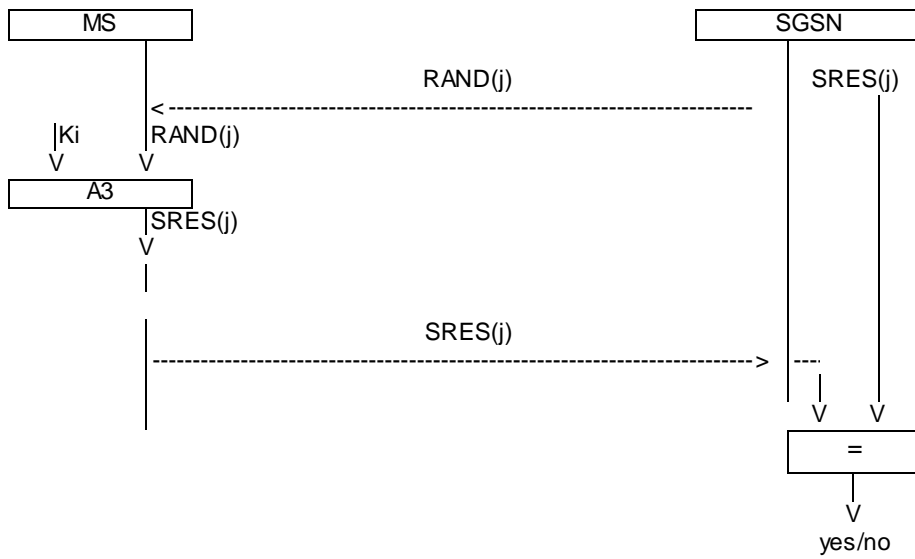 MS SGSN
RAND(j) SRES(j)
Ki RAND(j)
A3
SRES(j)
SRES(j)
=
yes/no